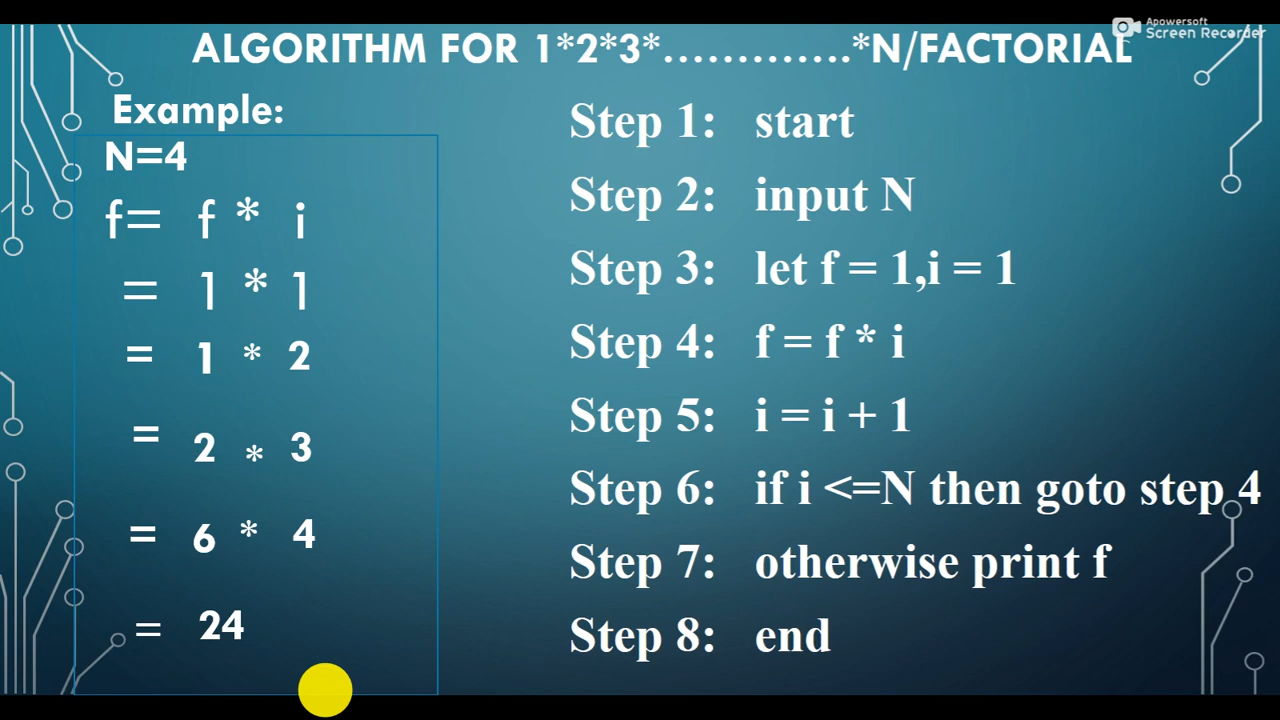 Apowersoft
Screen Recorder
ALGORITHM FOR 1*2*3*.............*N/FACTORIAL
Example:
N=4
f= f * i
= 1 * 1
= 1 * 2
= 2 * 3
= 6 * 4
= 24
Step 1: start
Step 2: input N
Step 3: let f = 1,i = 1
Step 4: f = f * i
Step 5: i = i + 1
Step 6: if i <=N then goto step 4
Step 7: otherwise print f
Step 8: end